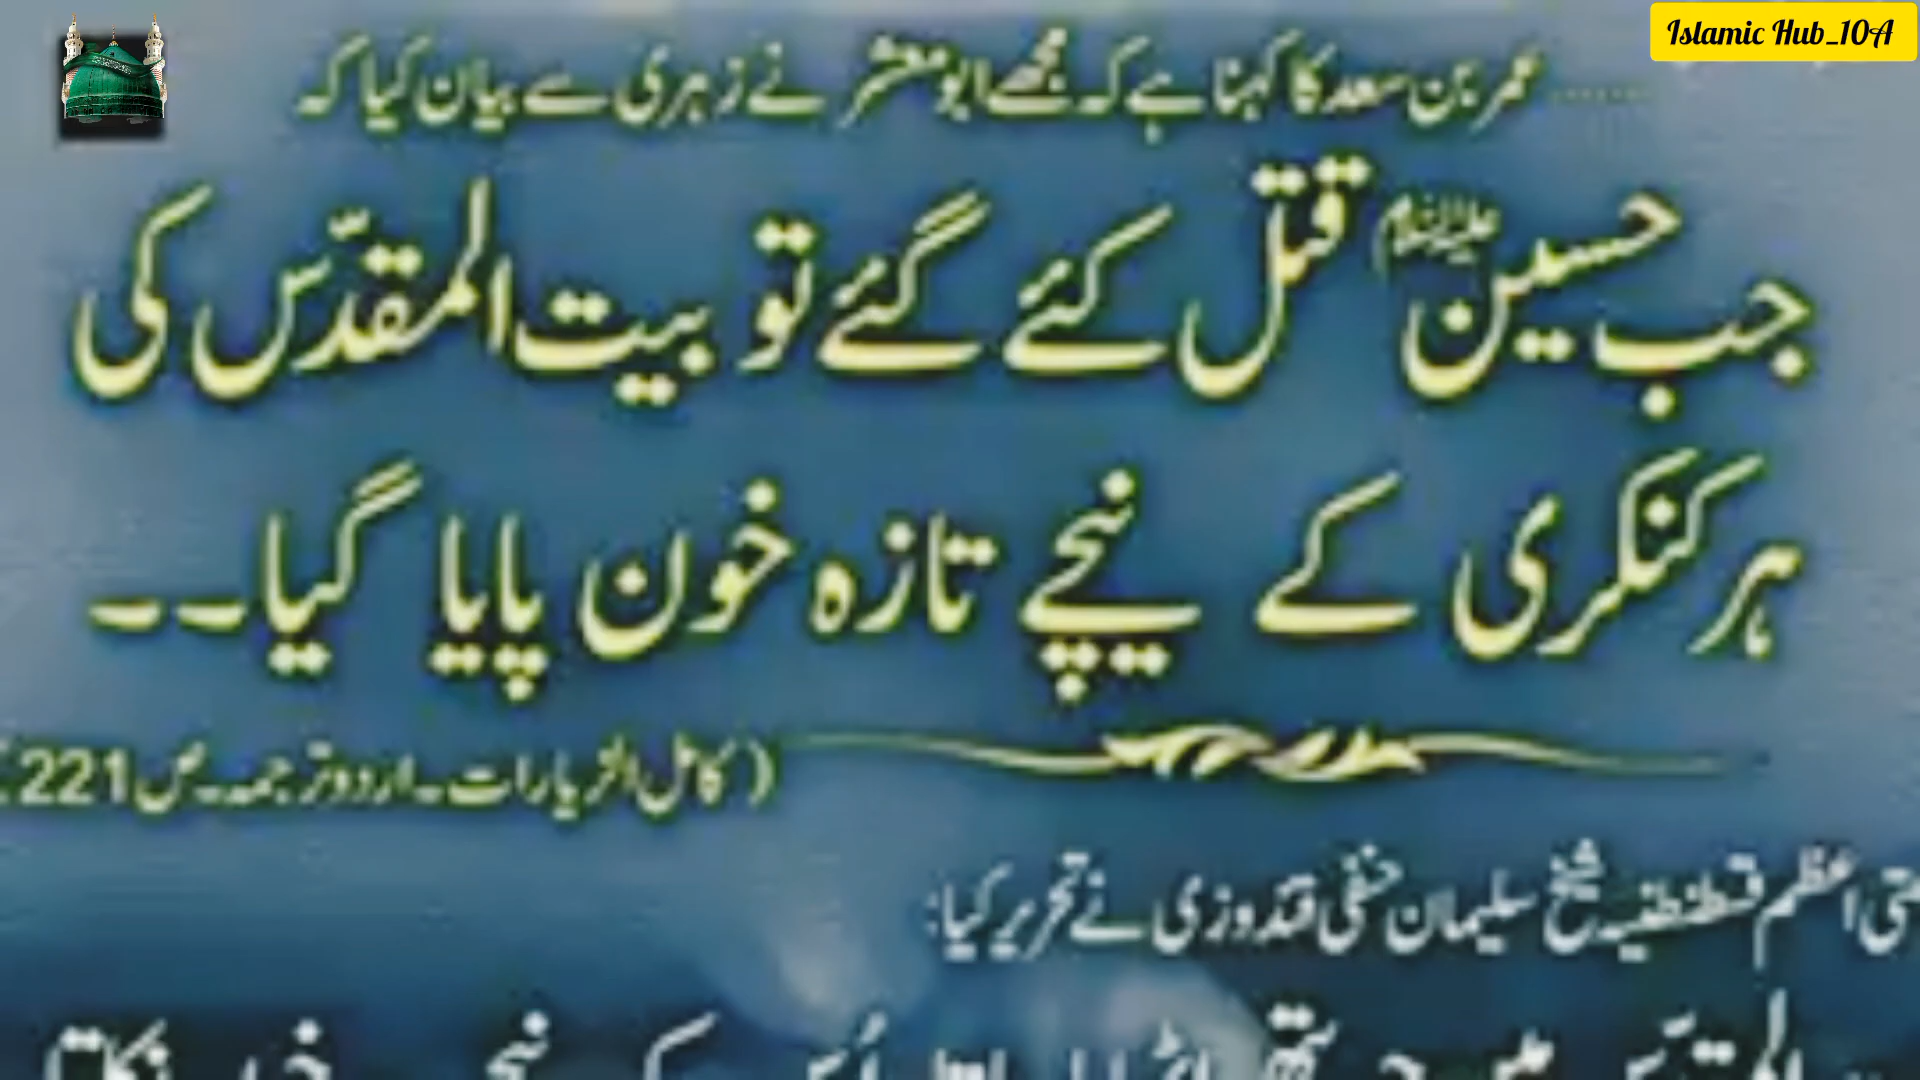 Islamic Hub_10A
...... عمر بن سعد کا کہنا ہے کہ مجھے ابو معشر نے زہری سے بیان کیا کہ
جب حسین علیہ السلام قتل کئے گئے تو بیت المقدّس کی
ہر کنکری کے نیچے تازہ خون پایا گیا۔۔
(کامل الزیارات۔ اردو ترجمہ۔ ص 221)
اعظم قسطنطنیہ شیخ سلیمان حنفی قندوزی نے تحریر کیا: